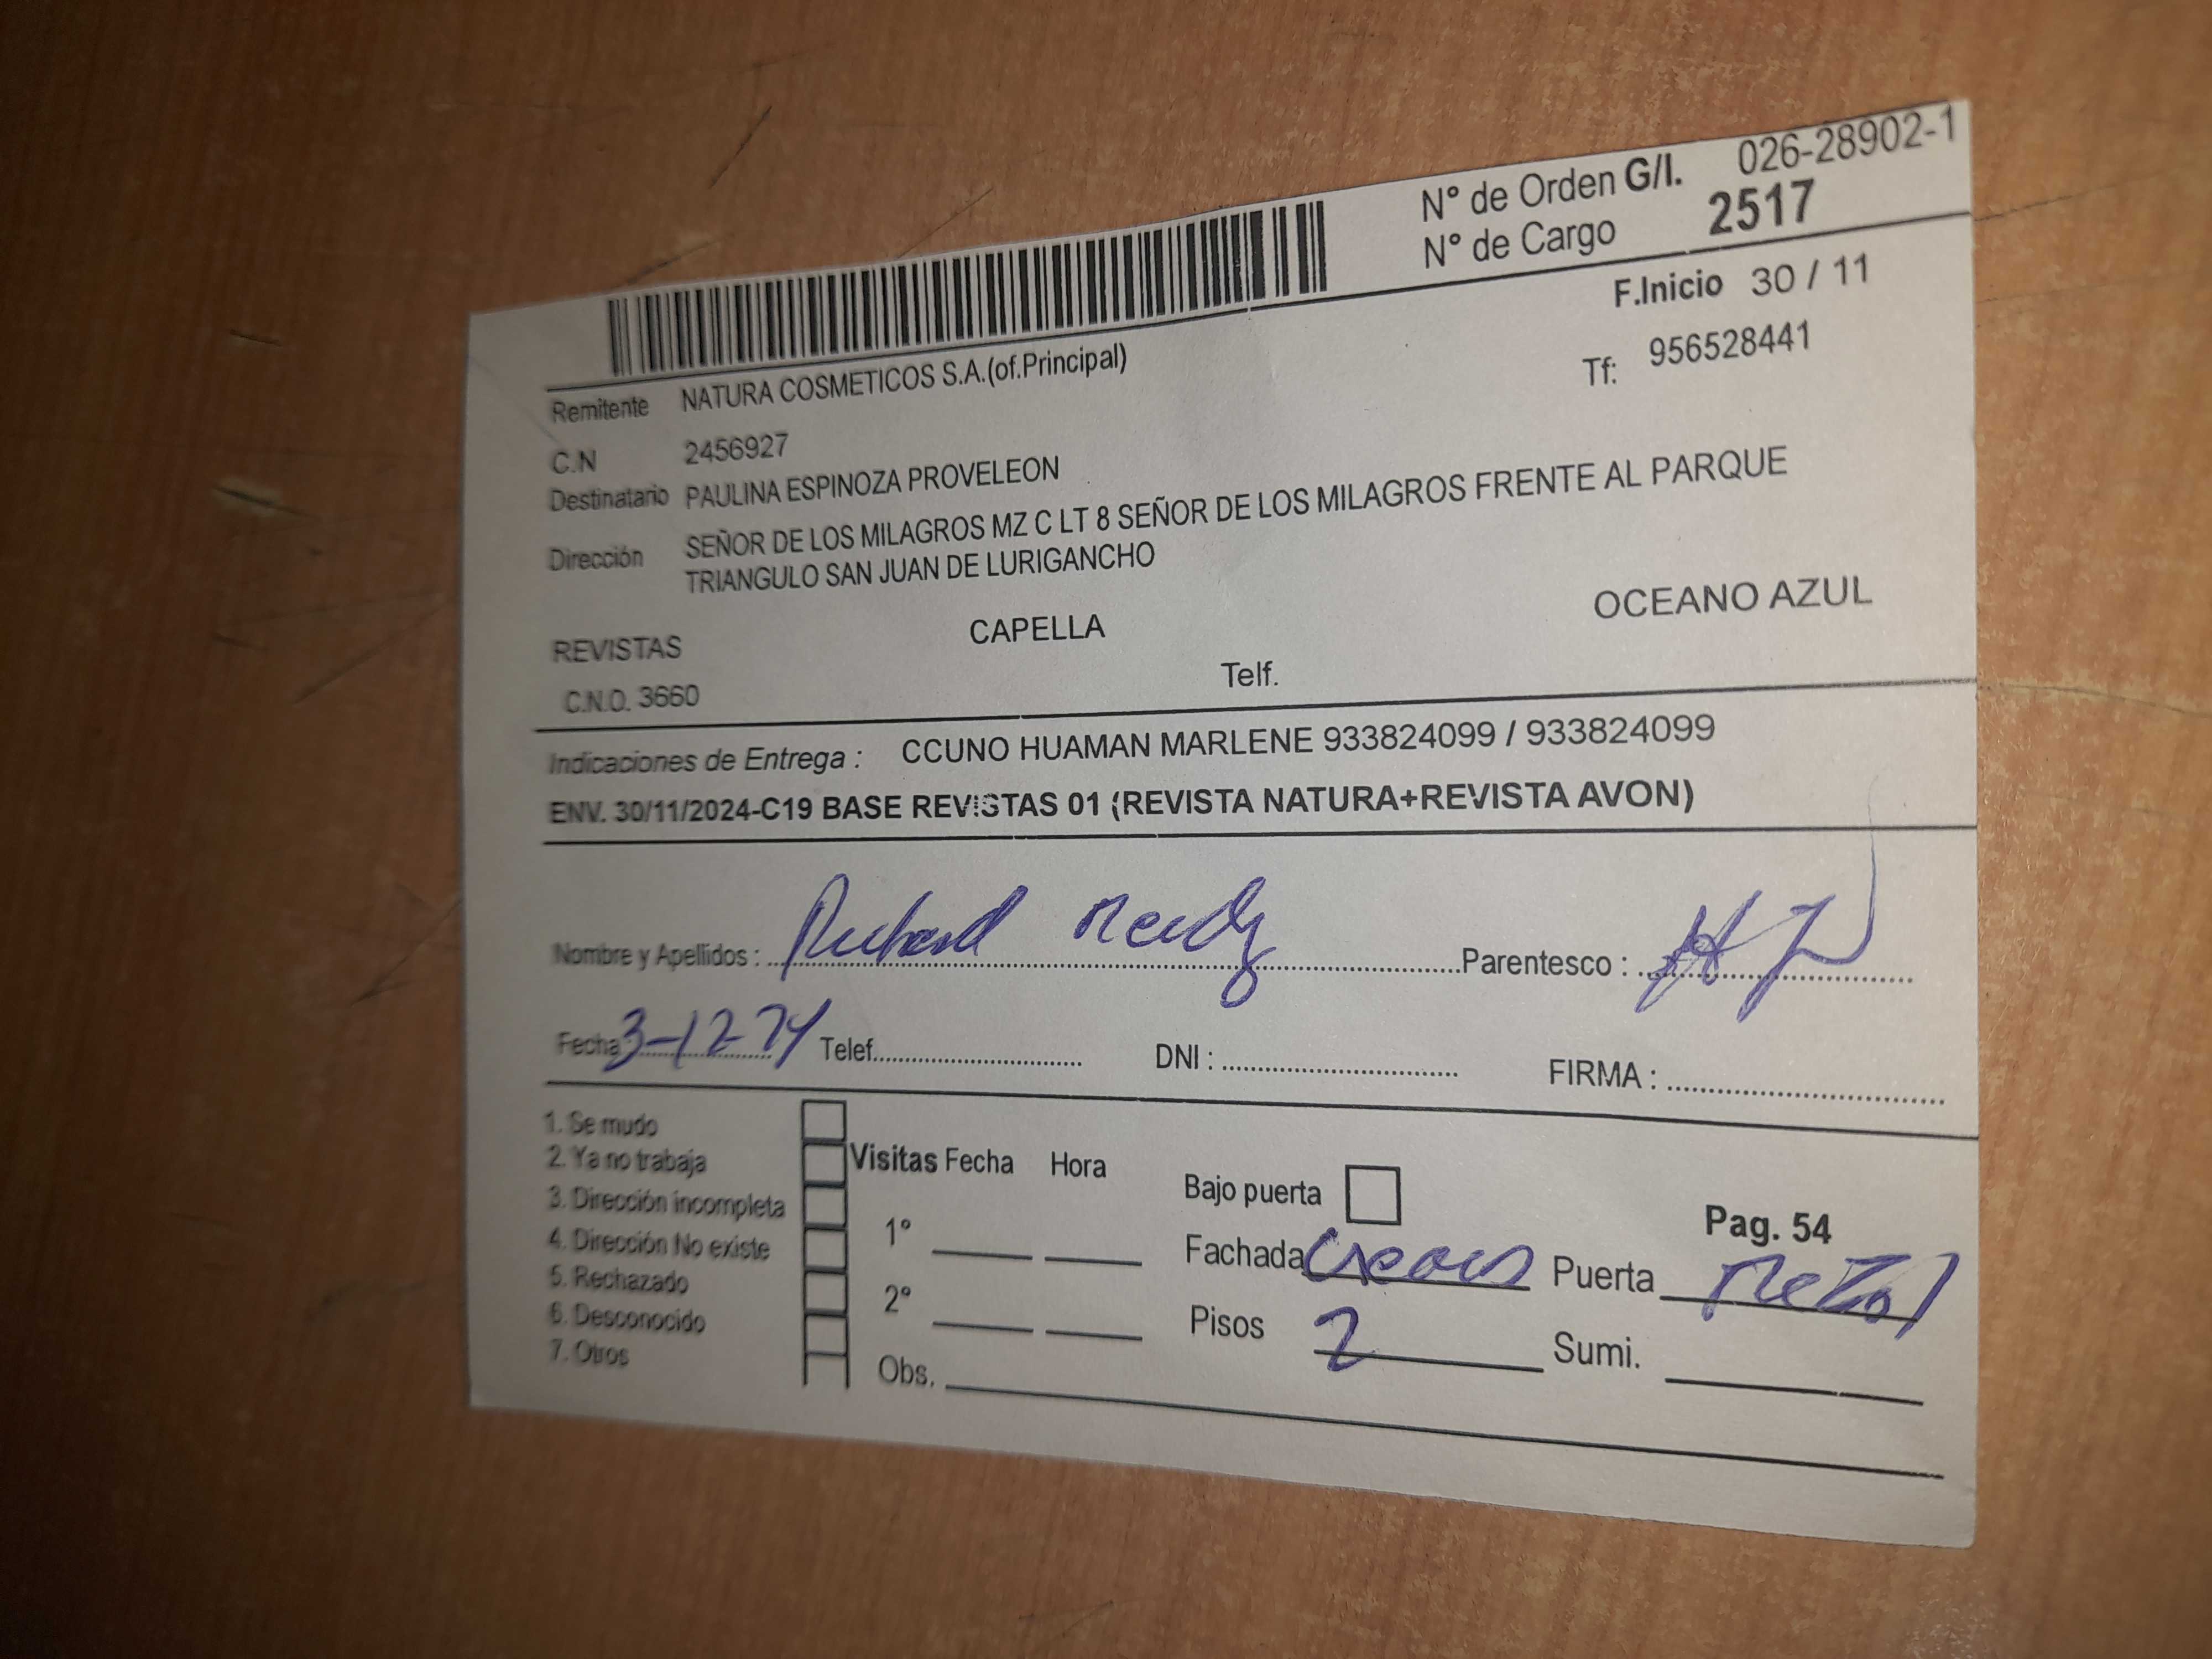 N° de Orden G/I. 026-28902-1
N° de Cargo 2517
F.Inicio 30 / 11
Remitente NATURA COSMETICOS S.A.(of.Principal)
Tf: 956528441
C.N 2456927
Destinatario PAULINA ESPINOZA PROVELEON
Dirección SEÑOR DE LOS MILAGROS MZ C LT 8 SEÑOR DE LOS MILAGROS FRENTE AL PARQUE
TRIANGULO SAN JUAN DE LURIGANCHO
REVISTAS CAPELLA OCEANO AZUL
C.N.O. 3660 Telf.
Indicaciones de Entrega : CCUNO HUAMAN MARLENE 933824099 / 933824099
ENV. 30/11/2024-C19 BASE REVISTAS 01 (REVISTA NATURA+REVISTA AVON)
Nombre y Apellidos : Richard Parentesco :
Fecha : 3-12-24 Telef. DNI : FIRMA :
1. Se mudo
2. Ya no trabaja
3. Dirección incompleta
4. Dirección No existe
5. Rechazado
6. Desconocido
7. Otros
Visitas Fecha Hora
1°
2°
Obs.
Bajo puerta
Pag. 54
Fachada Puerta Metal
Pisos 2 Sumi.